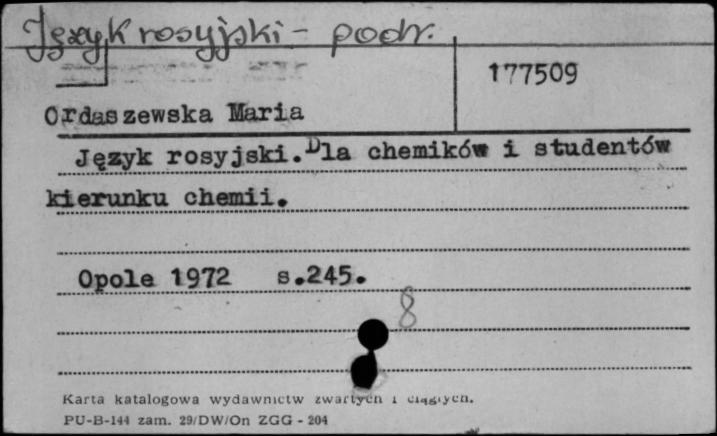 Język rosyjski - podr.
177509
Ordaszewska Maria
Język rosyjski. Dla chemików i studentów
kierunku chemii.
Opole 1972 s.245.
8
Karta katalogowa wydawnictw zwartych i ciągłych.
PU-B-144 zam. 29/DW/On ZGG - 204